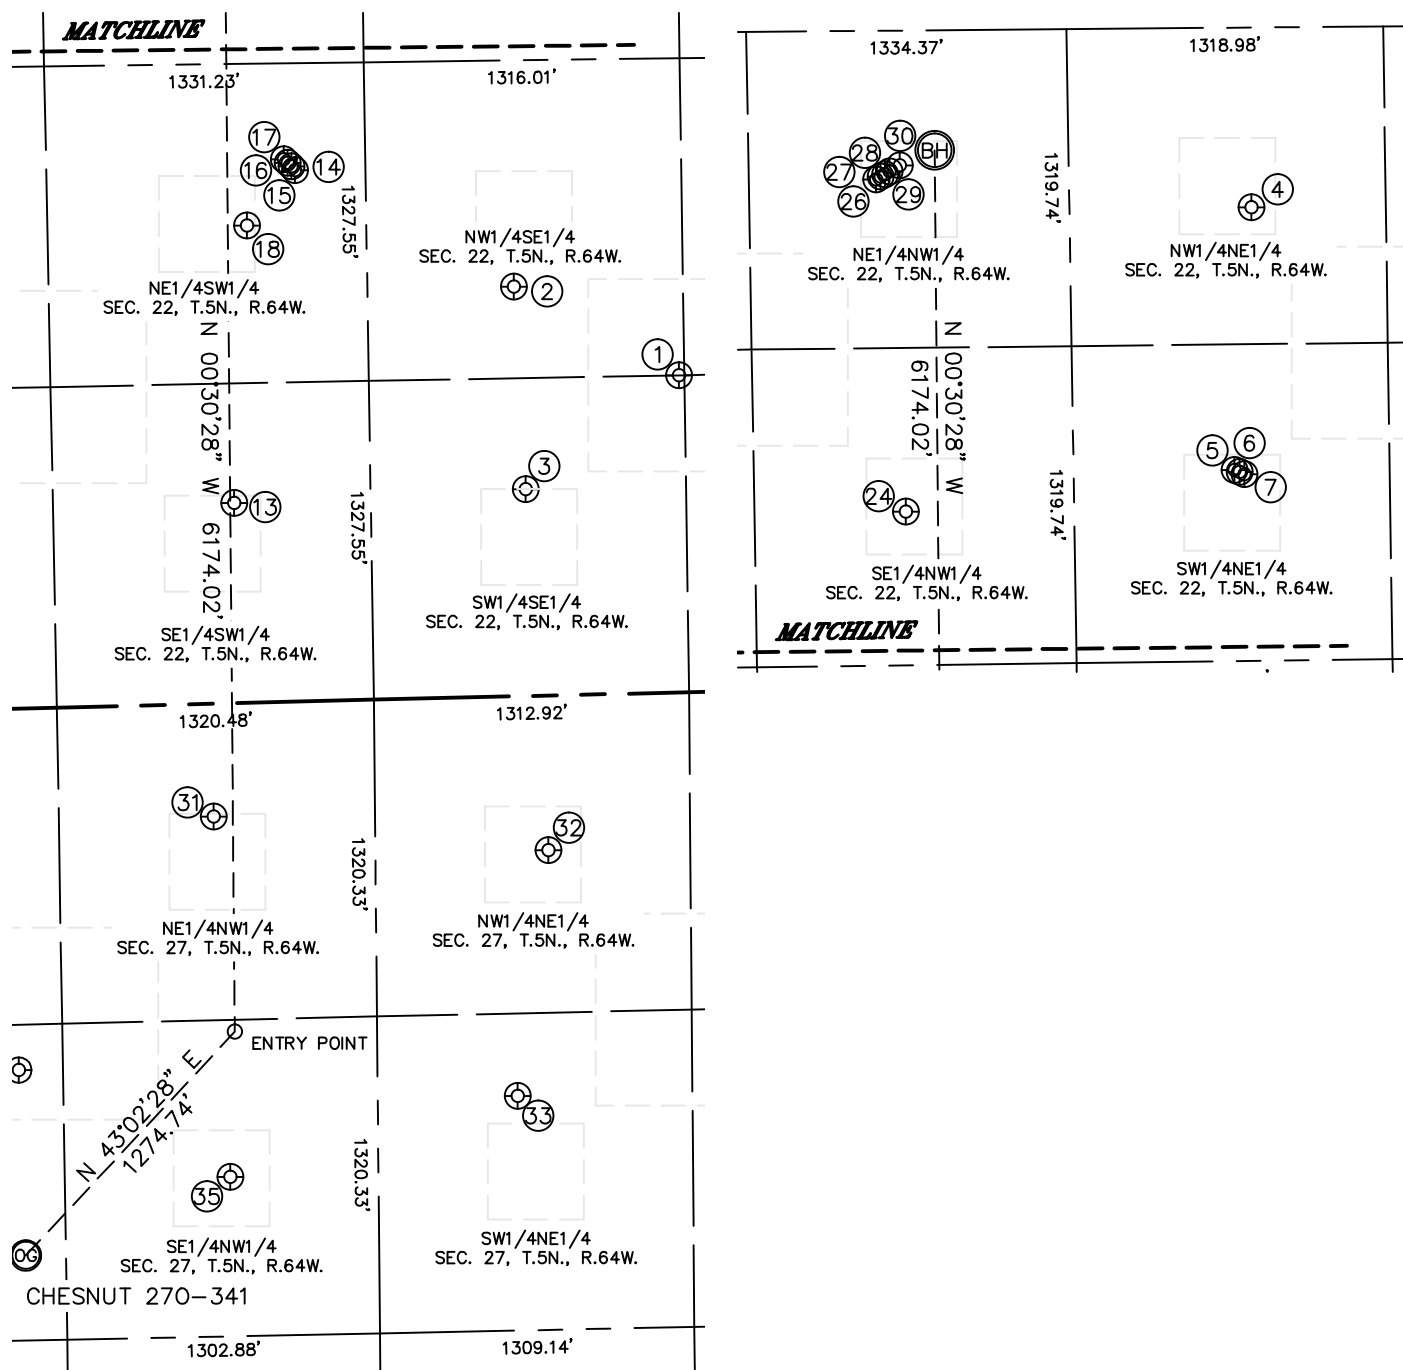 MATCHLINE
1331.23'
1316.01'
17
16
15
14
18
1327.55'
NE1/4SW1/4
SEC. 22, T.5N., R.64W.
NW1/4SE1/4
SEC. 22, T.5N., R.64W.
2
1
N 00°30'28" W 6174.02'
13
3
1327.55'
SE1/4SW1/4
SEC. 22, T.5N., R.64W.
SW1/4SE1/4
SEC. 22, T.5N., R.64W.
1320.48'
1312.92'
31
32
1320.33'
NE1/4NW1/4
SEC. 27, T.5N., R.64W.
NW1/4NE1/4
SEC. 27, T.5N., R.64W.
ENTRY POINT
N 43°02'28" E
1274.74'
33
35
1320.33'
SE1/4NW1/4
SEC. 27, T.5N., R.64W.
SW1/4NE1/4
SEC. 27, T.5N., R.64W.
OG
CHESNUT 27O-341
1302.88'
1309.14'
1334.37'
1318.98'
30
BH
28
27
26
29
1319.74'
4
NE1/4NW1/4
SEC. 22, T.5N., R.64W.
NW1/4NE1/4
SEC. 22, T.5N., R.64W.
N 00°30'28" W
6174.02'
24
5
6
7
1319.74'
SE1/4NW1/4
SEC. 22, T.5N., R.64W.
SW1/4NE1/4
SEC. 22, T.5N., R.64W.
MATCHLINE